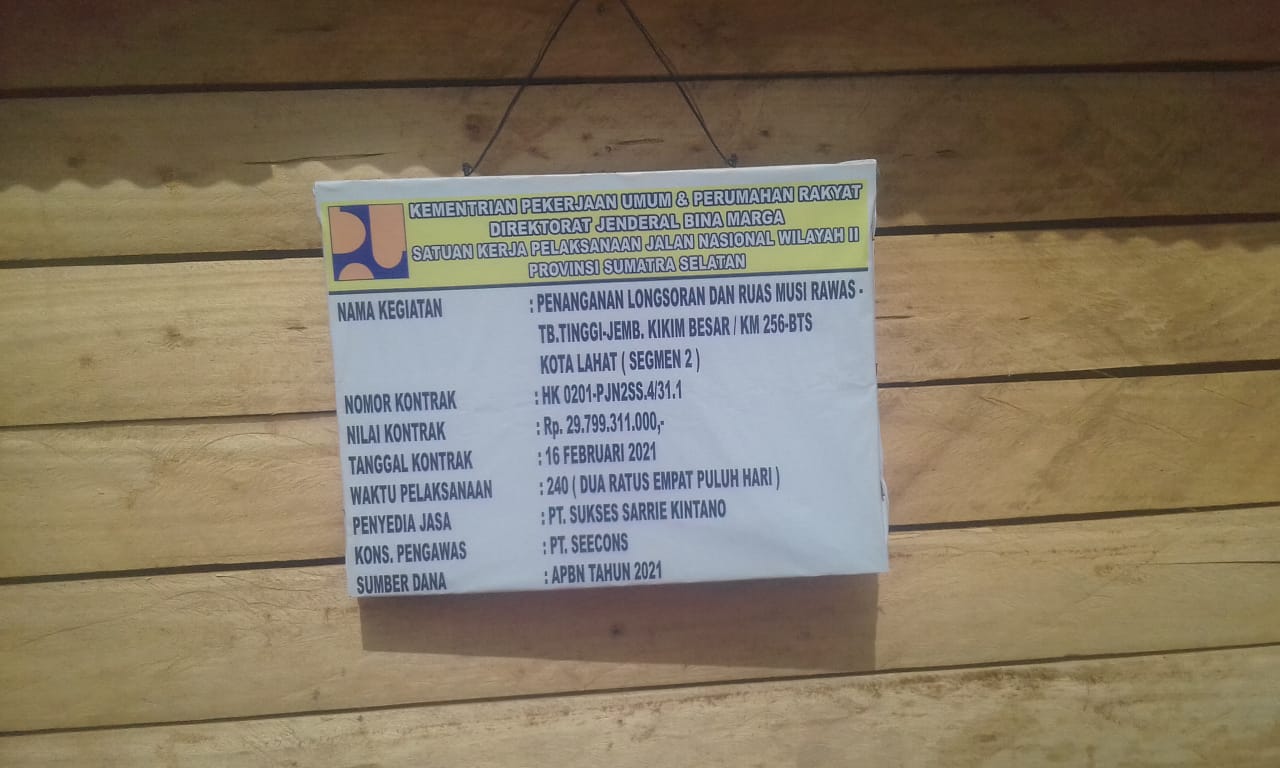 KEMENTRIAN PEKERJAAN UMUM & PERUMAHAN RAKYAT
DIREKTORAT JENDERAL BINA MARGA
SATUAN KERJA PELAKSANAAN JALAN NASIONAL WILAYAH II
PROVINSI SUMATRA SELATAN
NAMA KEGIATAN : PENANGANAN LONGSORAN DAN RUAS MUSI RAWAS -
TB.TINGGI-JEMB. KIKIM BESAR / KM 256-BTS
KOTA LAHAT ( SEGMEN 2 )
NOMOR KONTRAK : HK 0201-PJN2SS.4/31.1
NILAI KONTRAK : Rp. 29.799.311.000,-
TANGGAL KONTRAK : 16 FEBRUARI 2021
WAKTU PELAKSANAAN : 240 ( DUA RATUS EMPAT PULUH HARI )
PENYEDIA JASA : PT. SUKSES SARRIE KINTANO
KONS. PENGAWAS : PT. SEECONS
SUMBER DANA : APBN TAHUN 2021